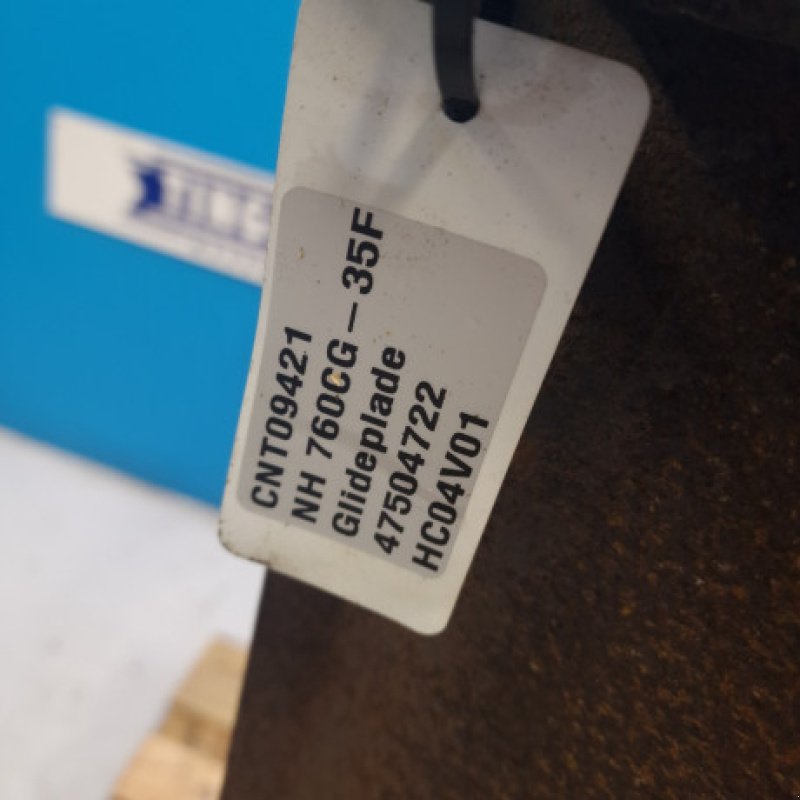 CNT09421
NH 760CG – 35F
Glideplade
47504722
HC04V01